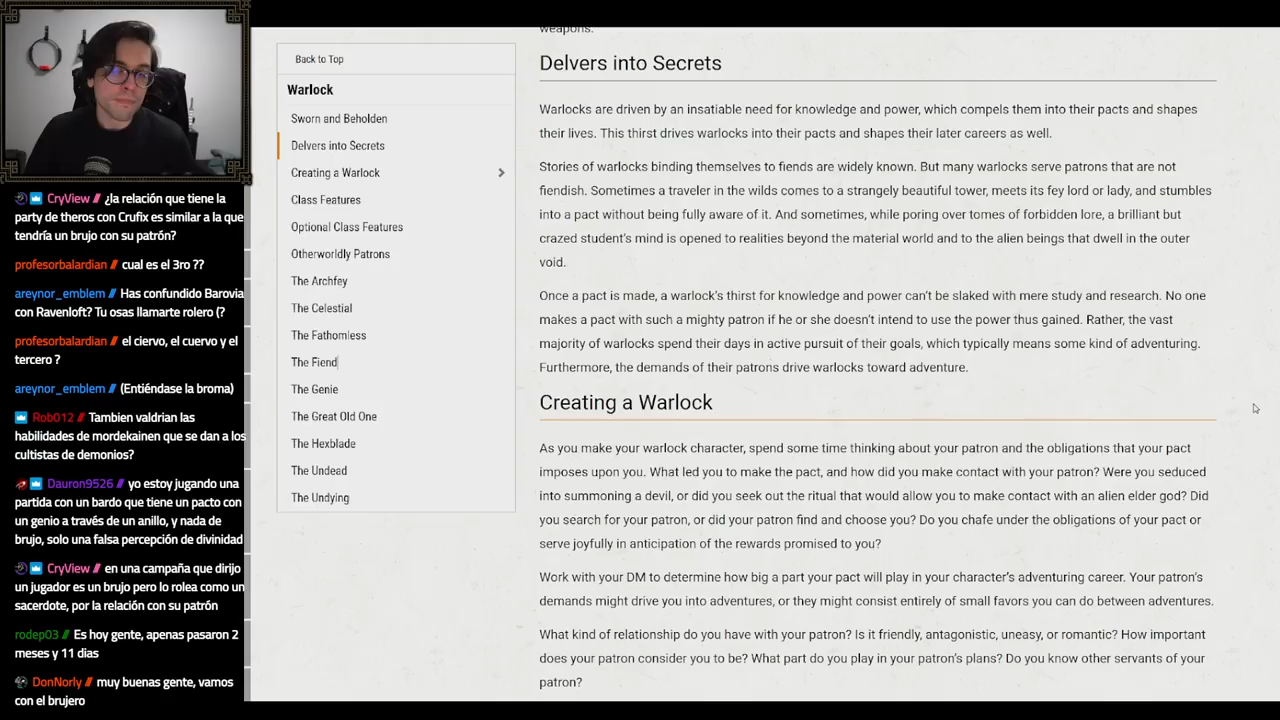 CryView // ¿la relación que tiene la
party de theros con Crufix es similar a la que
tendría un brujo con su patrón?
profesorbalardian // cual es el 3ro ??
areynor_emblem // Has confundido Barovia
con Ravenloft? Tu osas llamarte rolero (?
profesorbalardian // el ciervo, el cuervo y el
tercero ?
areynor_emblem // (Entiéndase la broma)
Rob012 // Tambien valdrian las
habilidades de mordekainen que se dan a los
cultistas de demonios?
Dauron9526 // yo estoy jugando una
partida con un bardo que tiene un pacto con
un genio a través de un anillo, y nada de
brujo, solo una falsa percepción de divinidad
CryView // en una campaña que dirijo
un jugador es un brujo pero lo rolea como un
sacerdote, por la relación con su patrón
rodep03 // Es hoy gente, apenas pasaron 2
meses y 11 dias
DonNorly // muy buenas gente, vamos
con el brujero
Back to Top
Warlock
Sworn and Beholden
Delvers into Secrets
Creating a Warlock
Class Features
Optional Class Features
Otherworldly Patrons
The Archfey
The Celestial
The Fathomless
The Fiend
The Genie
The Great Old One
The Hexblade
The Undead
The Undying
weapons.
Delvers into Secrets
Warlocks are driven by an insatiable need for knowledge and power, which compels them into their pacts and shapes
their lives. This thirst drives warlocks into their pacts and shapes their later careers as well.
Stories of warlocks binding themselves to fiends are widely known. But many warlocks serve patrons that are not
fiendish. Sometimes a traveler in the wilds comes to a strangely beautiful tower, meets its fey lord or lady, and stumbles
into a pact without being fully aware of it. And sometimes, while poring over tomes of forbidden lore, a brilliant but
crazed student's mind is opened to realities beyond the material world and to the alien beings that dwell in the outer
void.
Once a pact is made, a warlock's thirst for knowledge and power can't be slaked with mere study and research. No one
makes a pact with such a mighty patron if he or she doesn't intend to use the power thus gained. Rather, the vast
majority of warlocks spend their days in active pursuit of their goals, which typically means some kind of adventuring.
Furthermore, the demands of their patrons drive warlocks toward adventure.
Creating a Warlock
As you make your warlock character, spend some time thinking about your patron and the obligations that your pact
imposes upon you. What led you to make the pact, and how did you make contact with your patron? Were you seduced
into summoning a devil, or did you seek out the ritual that would allow you to make contact with an alien elder god? Did
you search for your patron, or did your patron find and choose you? Do you chafe under the obligations of your pact or
serve joyfully in anticipation of the rewards promised to you?
Work with your DM to determine how big a part your pact will play in your character's adventuring career. Your patron's
demands might drive you into adventures, or they might consist entirely of small favors you can do between adventures.
What kind of relationship do you have with your patron? Is it friendly, antagonistic, uneasy, or romantic? How important
does your patron consider you to be? What part do you play in your patron's plans? Do you know other servants of your
patron?